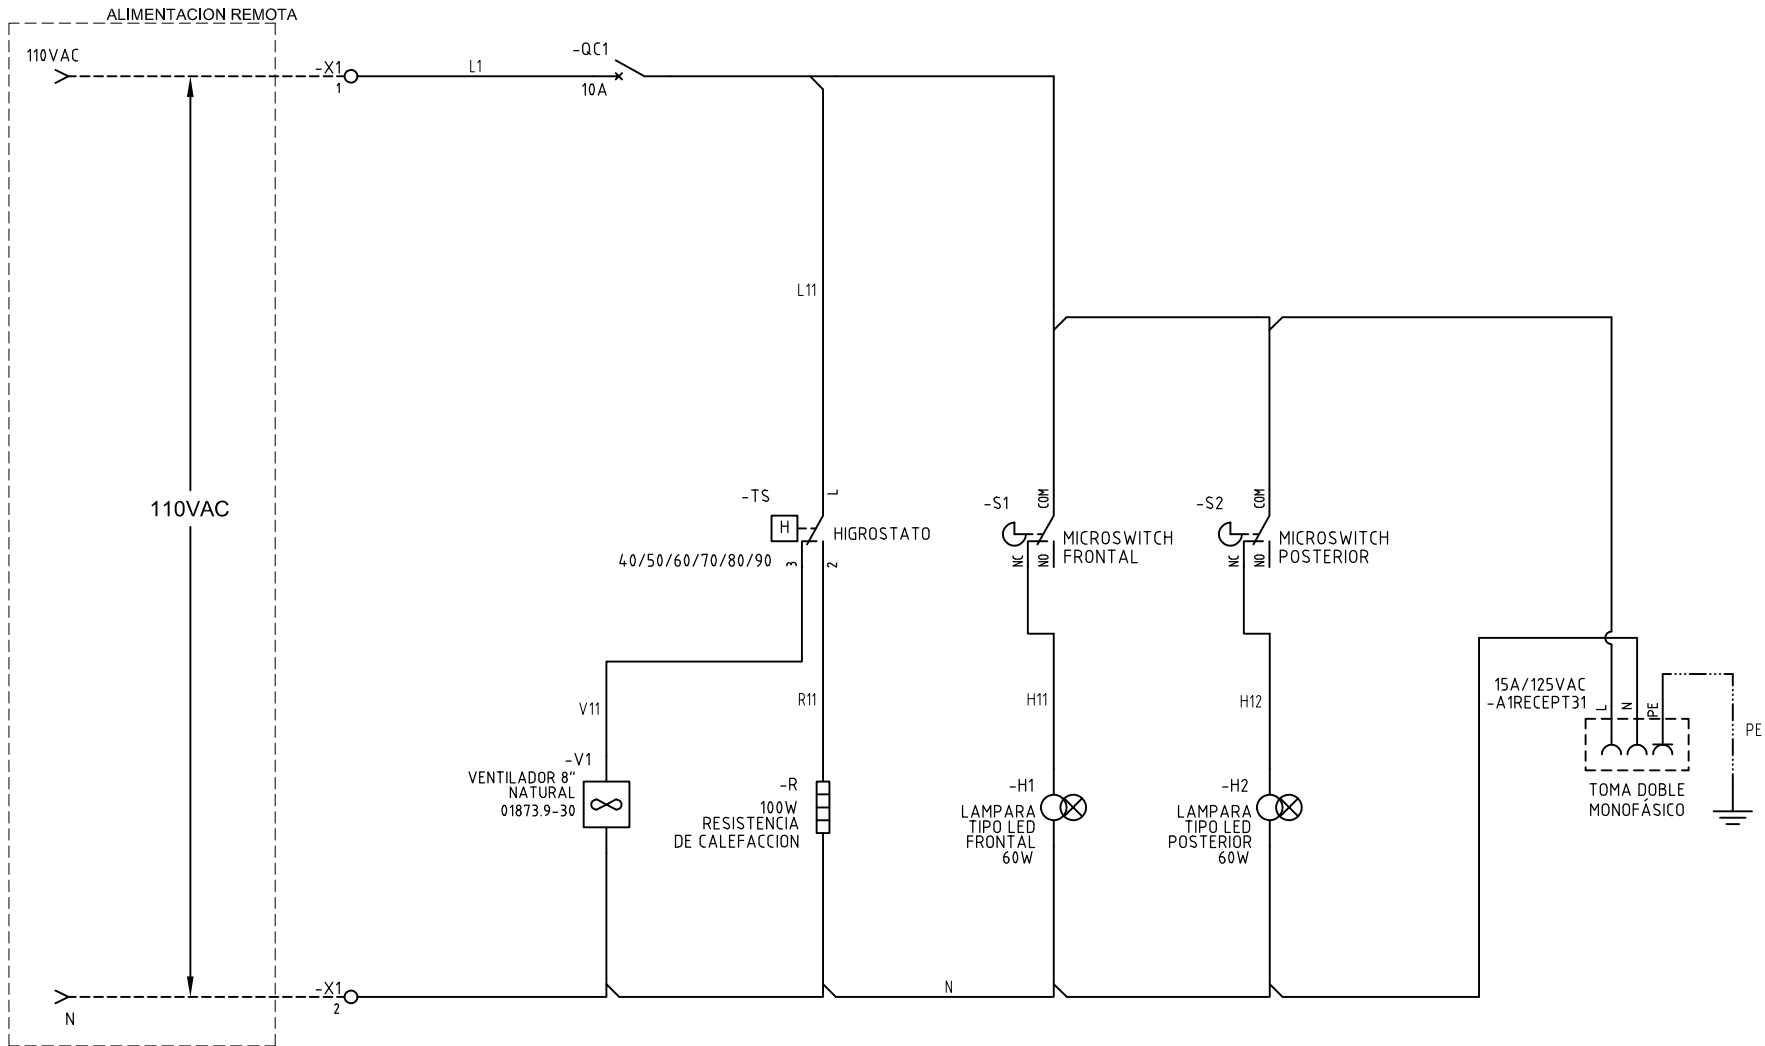 ALIMENTACION REMOTA
110VAC
N
110VAC
-X1
1
L1
-QC1
10A
L11
-TS
L
H
HIGROSTATO
40/50/60/70/80/90
3
2
-S1
COM
MICROSWITCH
FRONTAL
NC
NO
-S2
COM
MICROSWITCH
POSTERIOR
NC
NO
V11
R11
H11
H12
-V1
VENTILADOR 8"
NATURAL
01873.9-30
-R
100W
RESISTENCIA
DE CALEFACCION
-H1
LAMPARA
TIPO LED
FRONTAL
60W
-H2
LAMPARA
TIPO LED
POSTERIOR
60W
15A/125VAC
-A1RECEPT31
L
N
PE
PE
TOMA DOBLE
MONOFÁSICO
-X1
2
N